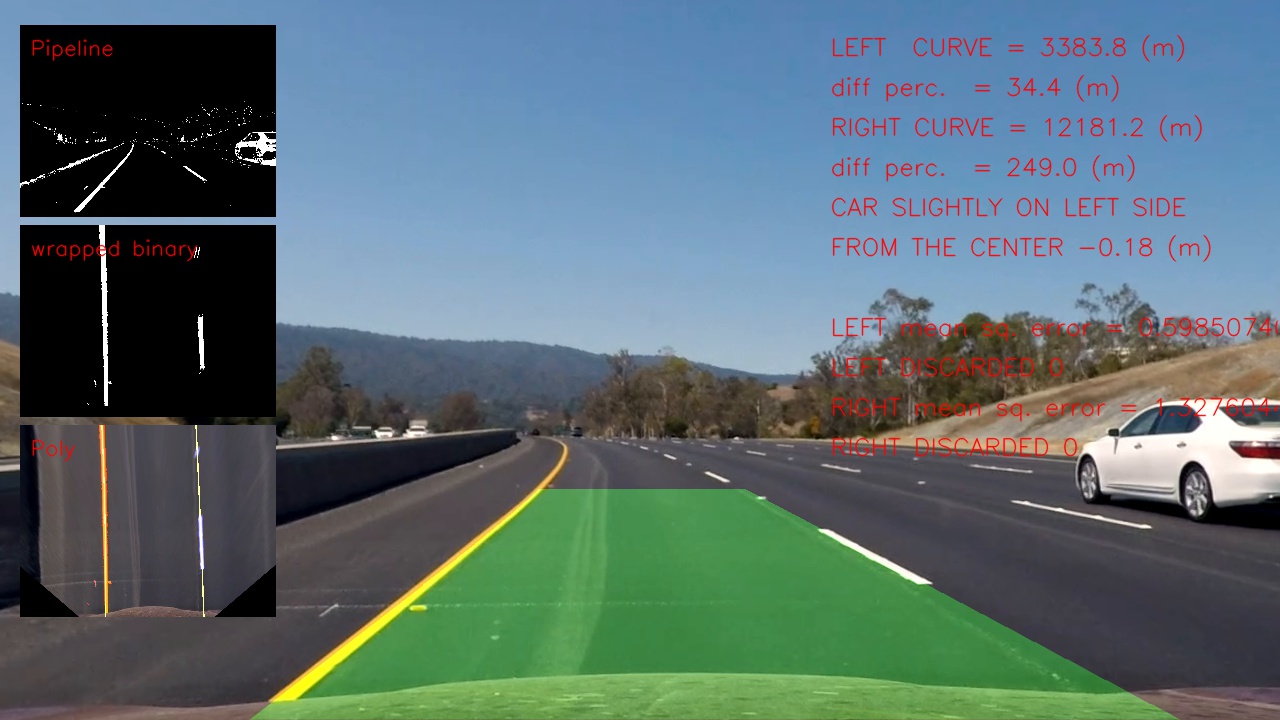 Pipeline
wrapped binary
Poly
LEFT  CURVE = 3383.8 (m)
diff perc.  = 34.4 (m)
RIGHT CURVE = 12181.2 (m)
diff perc.  = 249.0 (m)
CAR SLIGHTLY ON LEFT SIDE
FROM THE CENTER -0.18 (m)
LEFT mean sq. error = 0.5985074
LEFT DISCARDED 0
RIGHT mean sq. error = 1.327604
RIGHT DISCARDED 0